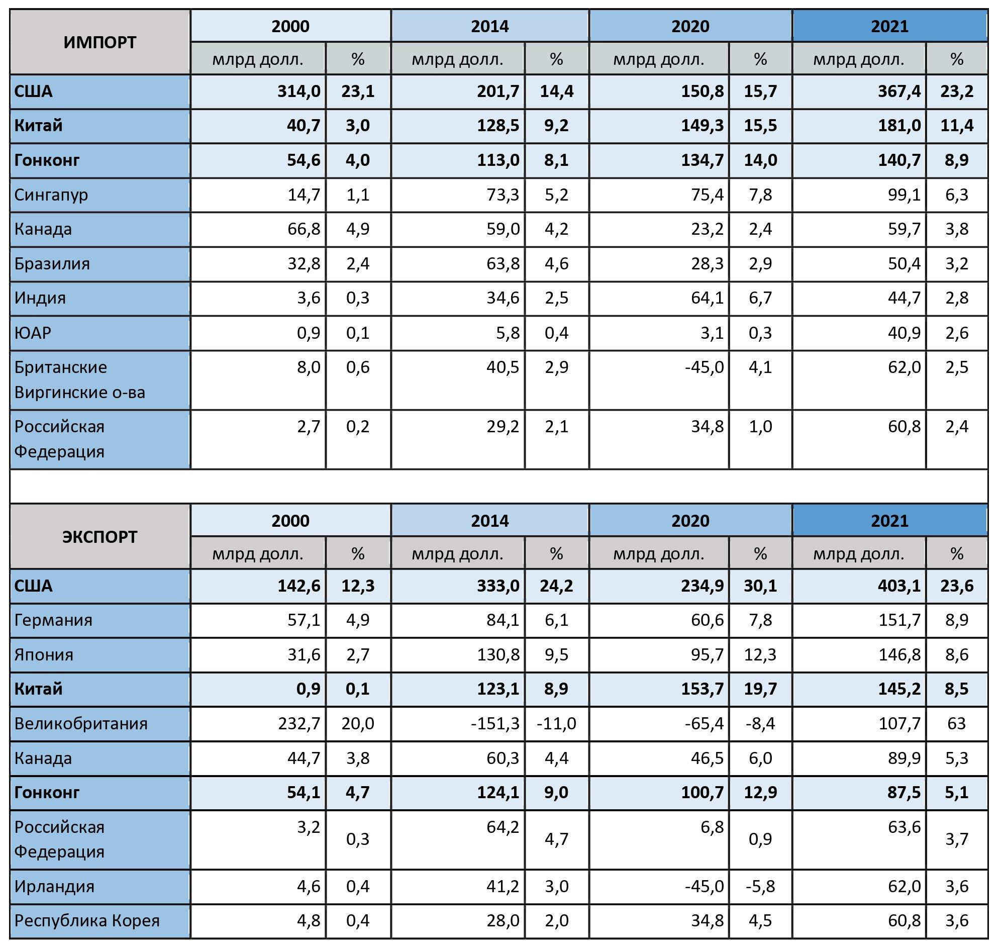 ИМПОРТ 2000 2014 2020 2021
млрд долл. % млрд долл. % млрд долл. % млрд долл. %
США 314,0 23,1 201,7 14,4 150,8 15,7 367,4 23,2
Китай 40,7 3,0 128,5 9,2 149,3 15,5 181,0 11,4
Гонконг 54,6 4,0 113,0 8,1 134,7 14,0 140,7 8,9
Сингапур 14,7 1,1 73,3 5,2 75,4 7,8 99,1 6,3
Канада 66,8 4,9 59,0 4,2 23,2 2,4 59,7 3,8
Бразилия 32,8 2,4 63,8 4,6 28,3 2,9 50,4 3,2
Индия 3,6 0,3 34,6 2,5 64,1 6,7 44,7 2,8
ЮАР 0,9 0,1 5,8 0,4 3,1 0,3 40,9 2,6
Британские 8,0 0,6 40,5 2,9 -45,0 4,1 62,0 2,5
Виргинские о-ва
Российская 2,7 0,2 29,2 2,1 34,8 1,0 60,8 2,4
Федерация
ЭКСПОРТ 2000 2014 2020 2021
млрд долл. % млрд долл. % млрд долл. % млрд долл. %
США 142,6 12,3 333,0 24,2 234,9 30,1 403,1 23,6
Германия 57,1 4,9 84,1 6,1 60,6 7,8 151,7 8,9
Япония 31,6 2,7 130,8 9,5 95,7 12,3 146,8 8,6
Китай 0,9 0,1 123,1 8,9 153,7 19,7 145,2 8,5
Великобритания 232,7 20,0 -151,3 -11,0 -65,4 -8,4 107,7 63
Канада 44,7 3,8 60,3 4,4 46,5 6,0 89,9 5,3
Гонконг 54,1 4,7 124,1 9,0 100,7 12,9 87,5 5,1
Российская 3,2 0,3 64,2 4,7 6,8 0,9 63,6 3,7
Федерация
Ирландия 4,6 0,4 41,2 3,0 -45,0 -5,8 62,0 3,6
Республика Корея 4,8 0,4 28,0 2,0 34,8 4,5 60,8 3,6